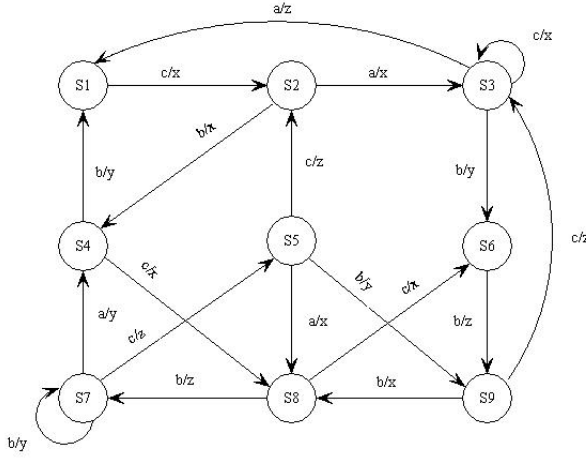 a/z
c/x
S1
c/x
S2
a/x
S3
b/x
b/y
c/z
b/y
S4
S5
S6
c/z
c/x
b/y
c/x
a/y
c/z
a/x
b/z
S7
b/z
S8
b/x
S9
b/y